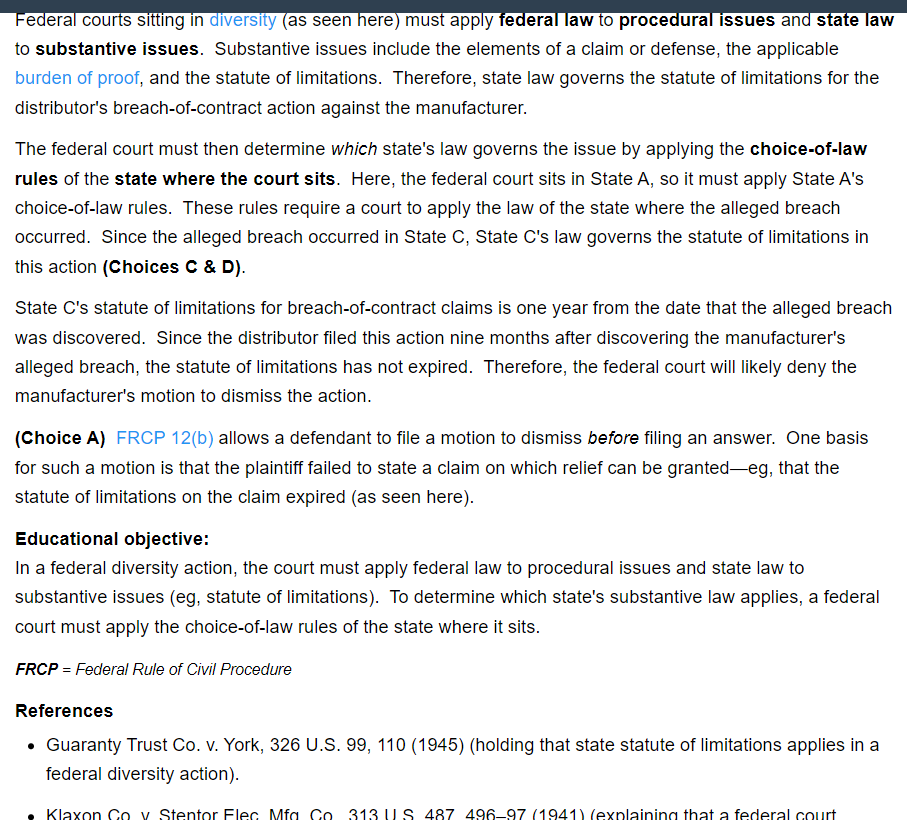 Federal courts sitting in diversity (as seen here) must apply federal law to procedural issues and state law
to substantive issues.  Substantive issues include the elements of a claim or defense, the applicable
burden of proof, and the statute of limitations.  Therefore, state law governs the statute of limitations for the
distributor's breach-of-contract action against the manufacturer.
The federal court must then determine which state's law governs the issue by applying the choice-of-law
rules of the state where the court sits.  Here, the federal court sits in State A, so it must apply State A's
choice-of-law rules.  These rules require a court to apply the law of the state where the alleged breach
occurred.  Since the alleged breach occurred in State C, State C's law governs the statute of limitations in
this action (Choices C & D).
State C's statute of limitations for breach-of-contract claims is one year from the date that the alleged breach
was discovered.  Since the distributor filed this action nine months after discovering the manufacturer's
alleged breach, the statute of limitations has not expired.  Therefore, the federal court will likely deny the
manufacturer's motion to dismiss the action.
(Choice A)  FRCP 12(b) allows a defendant to file a motion to dismiss before filing an answer.  One basis
for such a motion is that the plaintiff failed to state a claim on which relief can be granted—eg, that the
statute of limitations on the claim expired (as seen here).
Educational objective:
In a federal diversity action, the court must apply federal law to procedural issues and state law to
substantive issues (eg, statute of limitations).  To determine which state's substantive law applies, a federal
court must apply the choice-of-law rules of the state where it sits.
FRCP = Federal Rule of Civil Procedure
References
• Guaranty Trust Co. v. York, 326 U.S. 99, 110 (1945) (holding that state statute of limitations applies in a
federal diversity action).
• Klaxon Co. v. Stentor Elec. Mfg. Co., 313 U.S. 487, 496–97 (1941) (explaining that a federal court